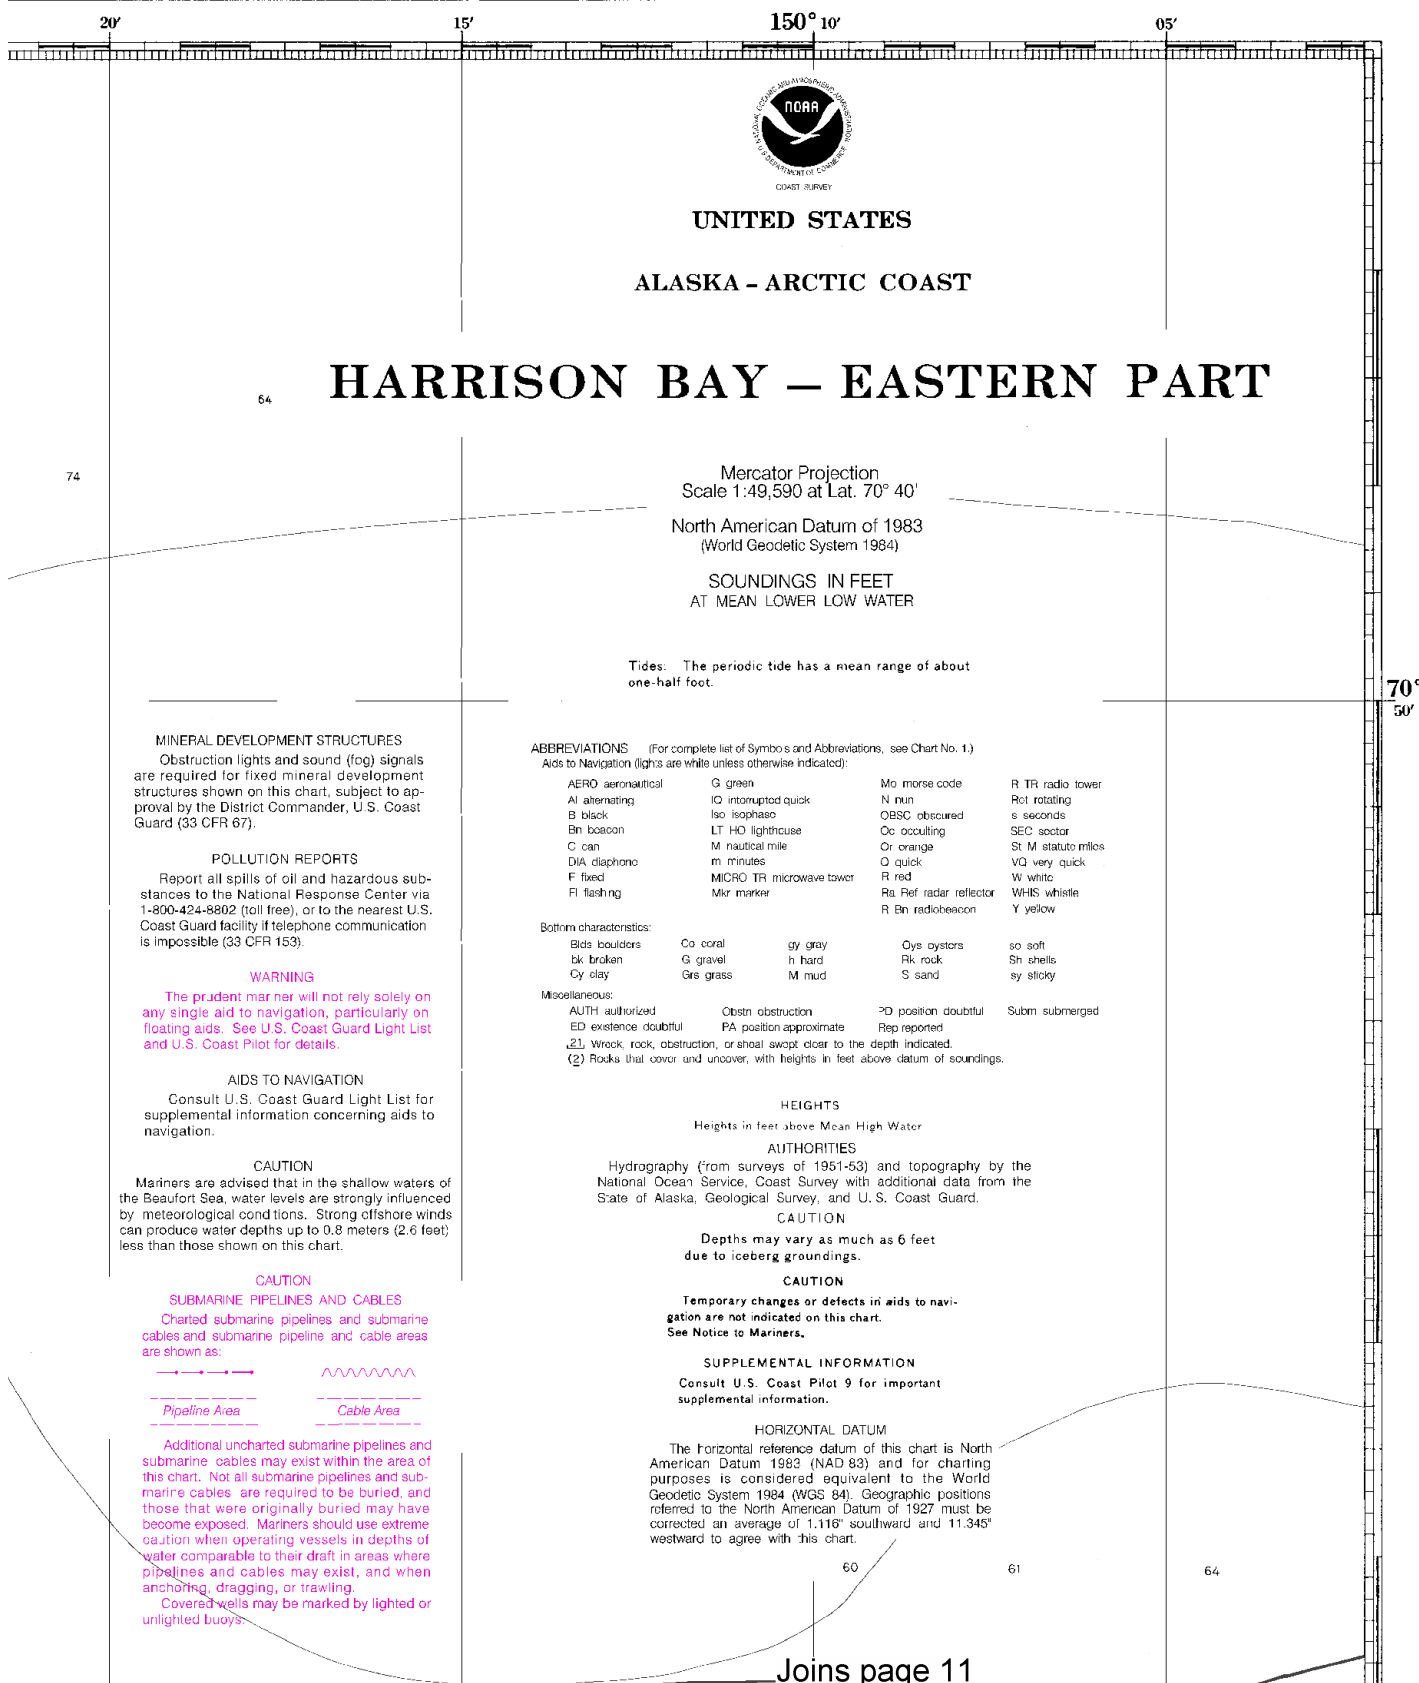 20′ 15′ 150° 10′ 05′
NATIONAL OCEANIC AND ATMOSPHERIC ADMINISTRATION
NOAA
U.S. DEPARTMENT OF COMMERCE
COAST SURVEY
UNITED STATES
ALASKA – ARCTIC COAST
HARRISON BAY – EASTERN PART
64
74
Mercator Projection
Scale 1:49,590 at Lat. 70° 40'
North American Datum of 1983
(World Geodetic System 1984)
SOUNDINGS IN FEET
AT MEAN LOWER LOW WATER
Tides: The periodic tide has a mean range of about
one-half foot.
70°
50′
MINERAL DEVELOPMENT STRUCTURES
Obstruction lights and sound (fog) signals
are required for fixed mineral development
structures shown on this chart, subject to ap-
proval by the District Commander, U.S. Coast
Guard (33 CFR 67).
POLLUTION REPORTS
Report all spills of oil and hazardous sub-
stances to the National Response Center via
1-800-424-8802 (toll free), or to the nearest U.S.
Coast Guard facility if telephone communication
is impossible (33 CFR 153).
WARNING
The prudent mariner will not rely solely on
any single aid to navigation, particularly on
floating aids. See U.S. Coast Guard Light List
and U.S. Coast Pilot for details.
AIDS TO NAVIGATION
Consult U.S. Coast Guard Light List for
supplemental information concerning aids to
navigation.
CAUTION
Mariners are advised that in the shallow waters of
the Beaufort Sea, water levels are strongly influenced
by meteorological conditions. Strong offshore winds
can produce water depths up to 0.8 meters (2.6 feet)
less than those shown on this chart.
CAUTION
SUBMARINE PIPELINES AND CABLES
Charted submarine pipelines and submarine
cables and submarine pipeline and cable areas
are shown as:
Pipeline Area Cable Area
Additional uncharted submarine pipelines and
submarine cables may exist within the area of
this chart. Not all submarine pipelines and sub-
marine cables are required to be buried, and
those that were originally buried may have
become exposed. Mariners should use extreme
caution when operating vessels in depths of
water comparable to their draft in areas where
pipelines and cables may exist, and when
anchoring, dragging, or trawling.
Covered wells may be marked by lighted or
unlighted buoys.
ABBREVIATIONS (For complete list of Symbols and Abbreviations, see Chart No. 1.)
Aids to Navigation (lights are white unless otherwise indicated):
AERO aeronautical G green Mo morse code R TR radio tower
Al alternating IQ interrupted quick N nun Rot rotating
B black Iso isophase OBSC obscured s seconds
Bn beacon LT HO lighthouse Oc occulting SEC sector
C can M nautical mile Or orange St M statute miles
DIA diaphone m minutes Q quick VQ very quick
F fixed MICRO TR microwave tower R red W white
Fl flashing Mkr marker Ra Ref radar reflector WHIS whistle
R Bn radiobeacon Y yellow
Bottom characteristics:
Blds boulders Co coral gy gray Oys oysters so soft
bk broken G gravel h hard Rk rock Sh shells
Cy clay Grs grass M mud S sand sy sticky
Miscellaneous:
AUTH authorized Obstn obstruction PD position doubtful Subm submerged
ED existence doubtful PA position approximate Rep reported
21, Wreck, rock, obstruction, or shoal swept clear to the depth indicated.
(2) Rocks that cover and uncover, with heights in feet above datum of soundings.
HEIGHTS
Heights in feet above Mean High Water
AUTHORITIES
Hydrography (from surveys of 1951-53) and topography by the
National Ocean Service, Coast Survey with additional data from the
State of Alaska, Geological Survey, and U.S. Coast Guard.
CAUTION
Depths may vary as much as 6 feet
due to iceberg groundings.
CAUTION
Temporary changes or defects in aids to navi-
gation are not indicated on this chart.
See Notice to Mariners.
SUPPLEMENTAL INFORMATION
Consult U.S. Coast Pilot 9 for important
supplemental information.
HORIZONTAL DATUM
The horizontal reference datum of this chart is North
American Datum 1983 (NAD 83) and for charting
purposes is considered equivalent to the World
Geodetic System 1984 (WGS 84). Geographic positions
referred to the North American Datum of 1927 must be
corrected an average of 1.116" southward and 11.345"
westward to agree with this chart.
60 61 64
Joins page 11